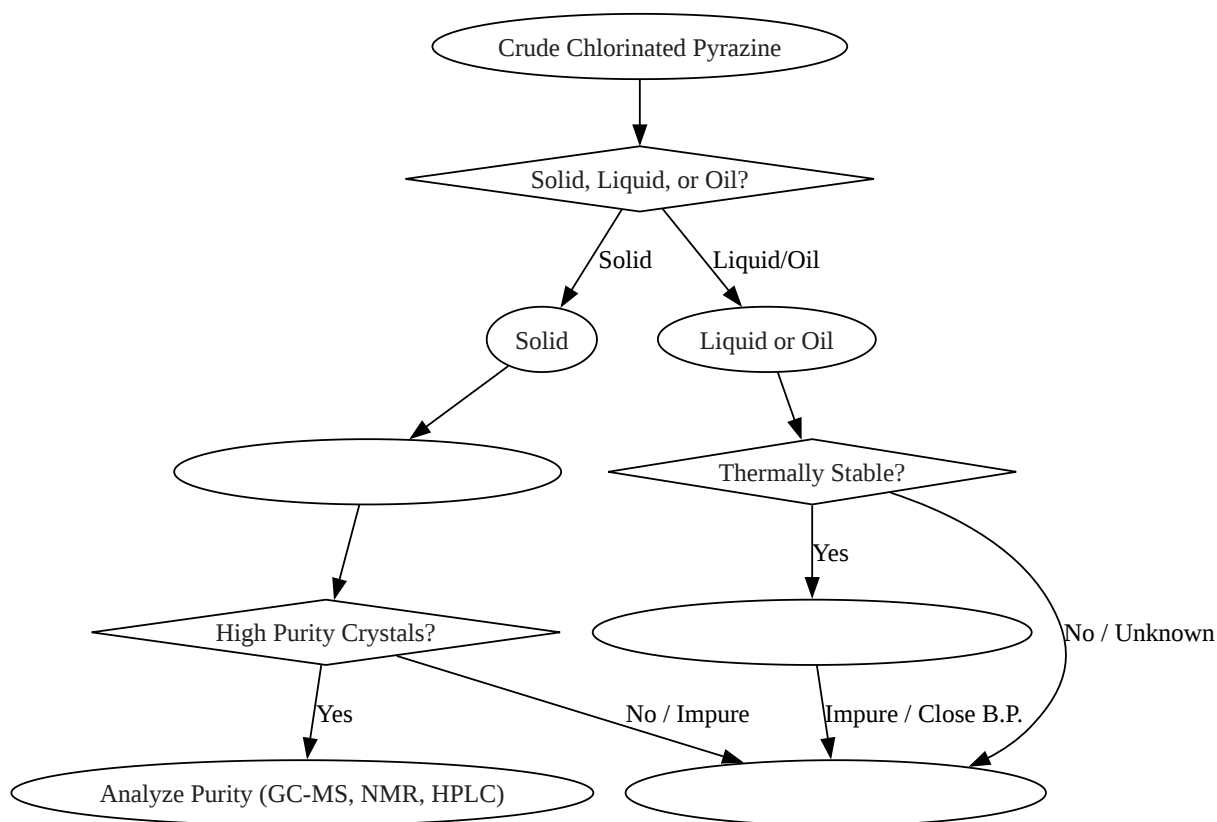 Crude Chlorinated Pyrazine
Solid, Liquid, or Oil?
Solid
Liquid/Oil
Solid
Liquid or Oil
Thermally Stable?
Yes
High Purity Crystals?
No / Unknown
Yes
No / Impure
Impure / Close B.P.
Analyze Purity (GC-MS, NMR, HPLC)